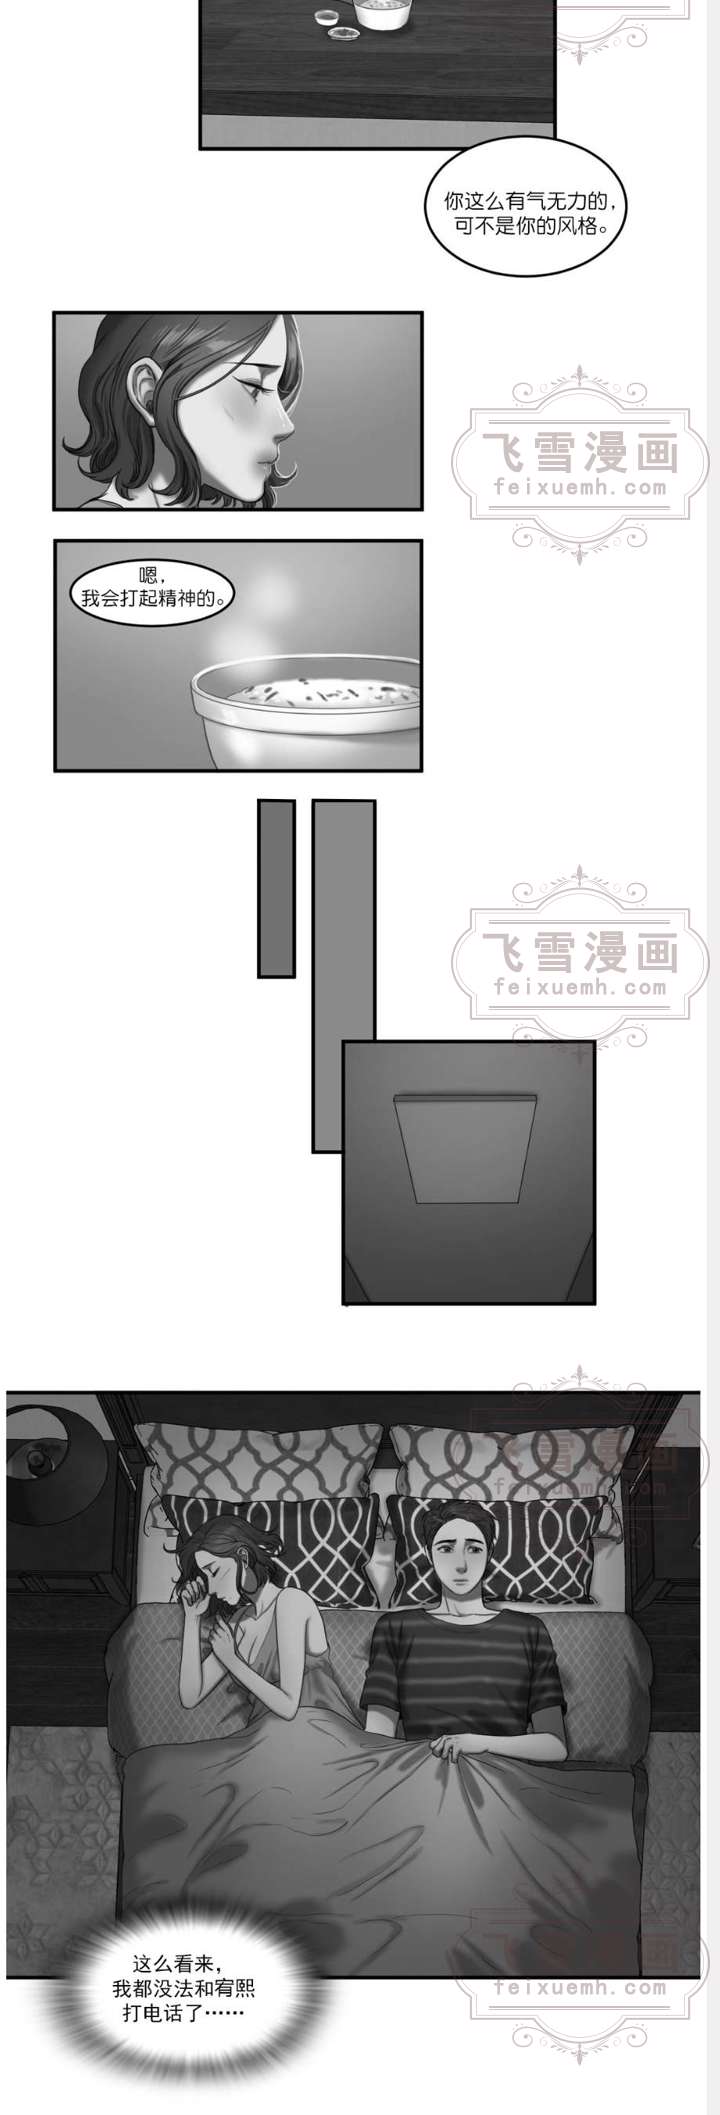 你这么有气无力的，
可不是你的风格。
飞雪漫画
feixuemh.com
嗯，
我会打起精神的。
飞雪漫画
feixuemh.com
飞雪漫画
feixuemh.com
这么看来，
我都没法和宥熙
打电话了……
飞雪漫画
feixuemh.com